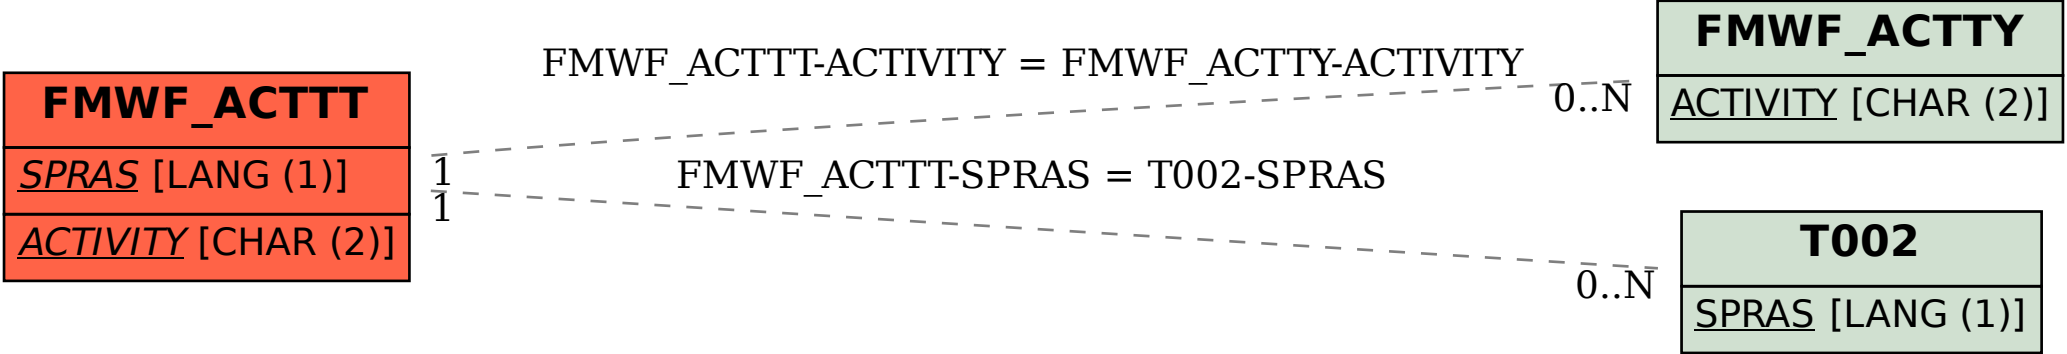 FMWF_ACTTT
SPRAS [LANG (1)]
ACTIVITY [CHAR (2)]
FMWF_ACTTT-ACTIVITY = FMWF_ACTTY-ACTIVITY
1
0..N
FMWF_ACTTT-SPRAS = T002-SPRAS
1
0..N
FMWF_ACTTY
ACTIVITY [CHAR (2)]
T002
SPRAS [LANG (1)]